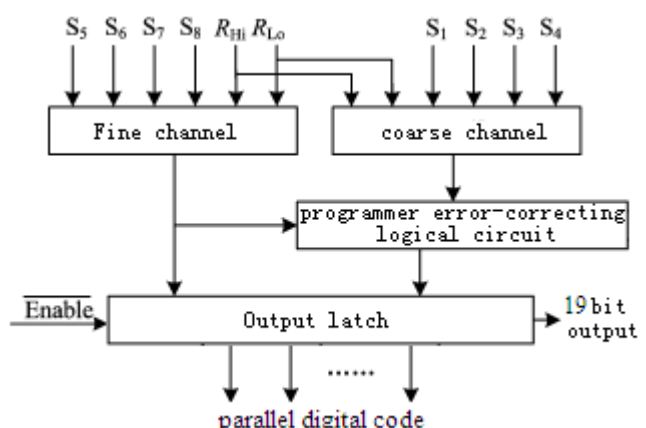 S5 S6 S7 S8 RHi RLo S1 S2 S3 S4
Fine channel
coarse channel
programmer error-correcting
logical circuit
Enable
Output latch
19bit
output
......
parallel digital code